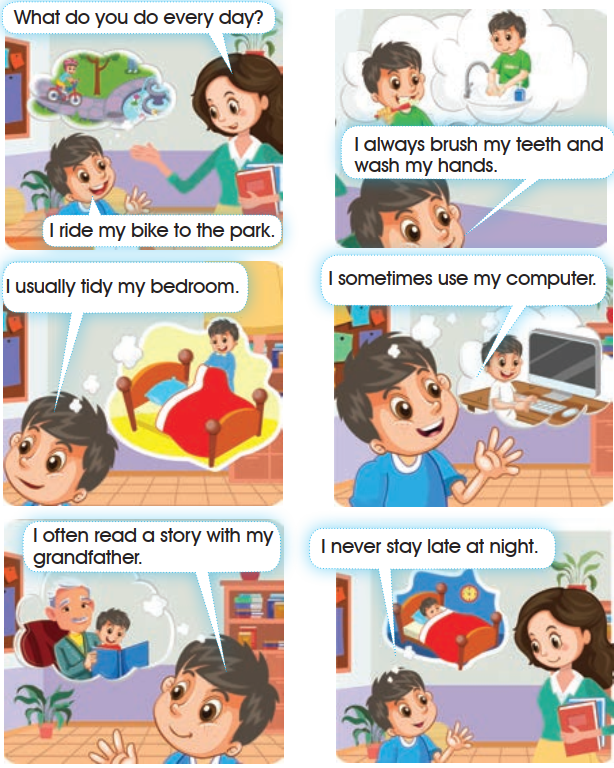 What do you do every day?
I ride my bike to the park.
I always brush my teeth and
wash my hands.
I usually tidy my bedroom.
I sometimes use my computer.
I often read a story with my
grandfather.
I never stay late at night.